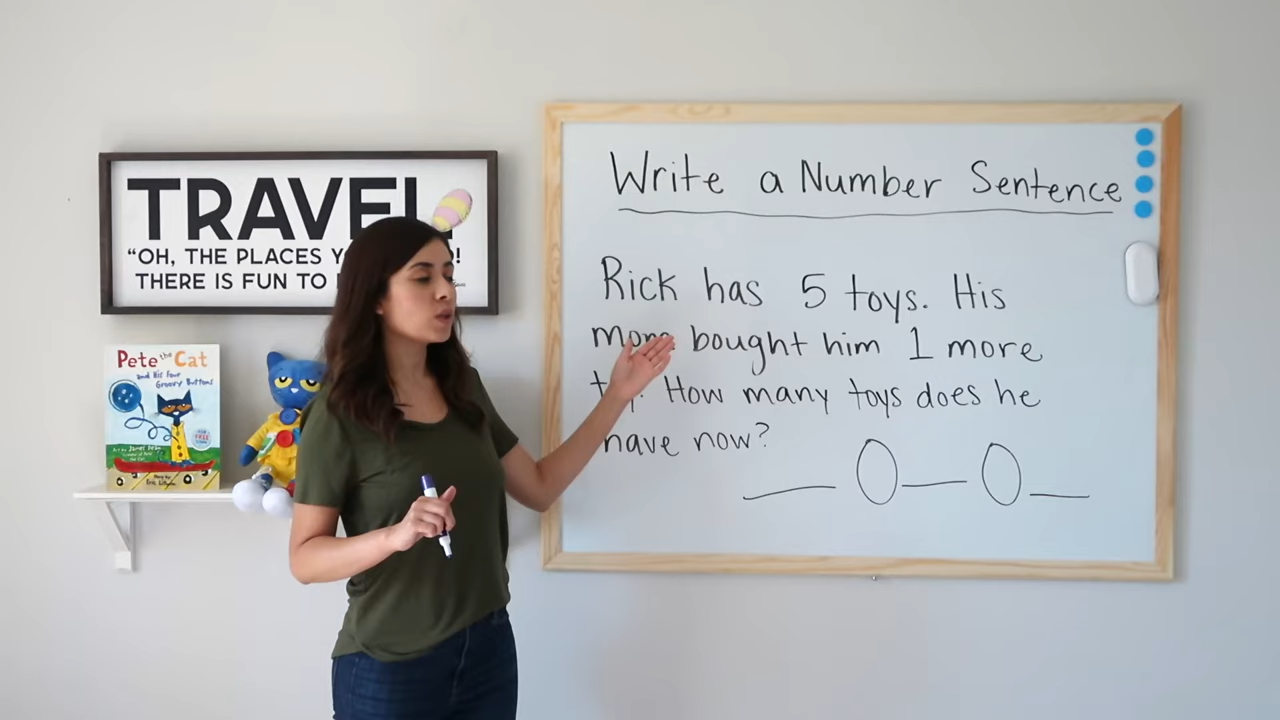 TRAVEL
“OH, THE PLACES
THERE IS FUN TO
Pete the Cat
and His Four
Groovy Buttons
Write a Number Sentence
Rick has 5 toys. His
bought him 1 more
How many toys does he
have now?